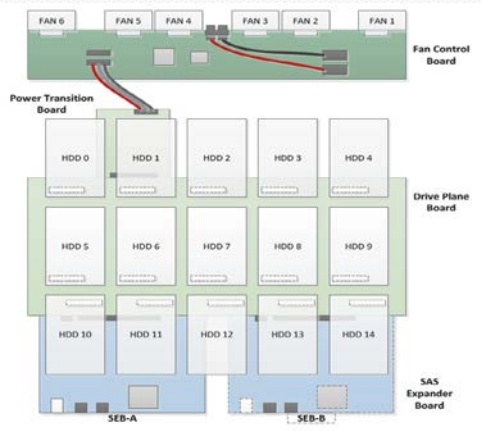 FAN 6 FAN 5 FAN 4 FAN 3 FAN 2 FAN 1
Fan Control
Board
Power Transition
Board
HDD 0 HDD 1 HDD 2 HDD 3 HDD 4
Drive Plane
Board
HDD 5 HDD 6 HDD 7 HDD 8 HDD 9
HDD 10 HDD 11 HDD 12 HDD 13 HDD 14
SAS
Expander
Board
SEB-A SEB-B